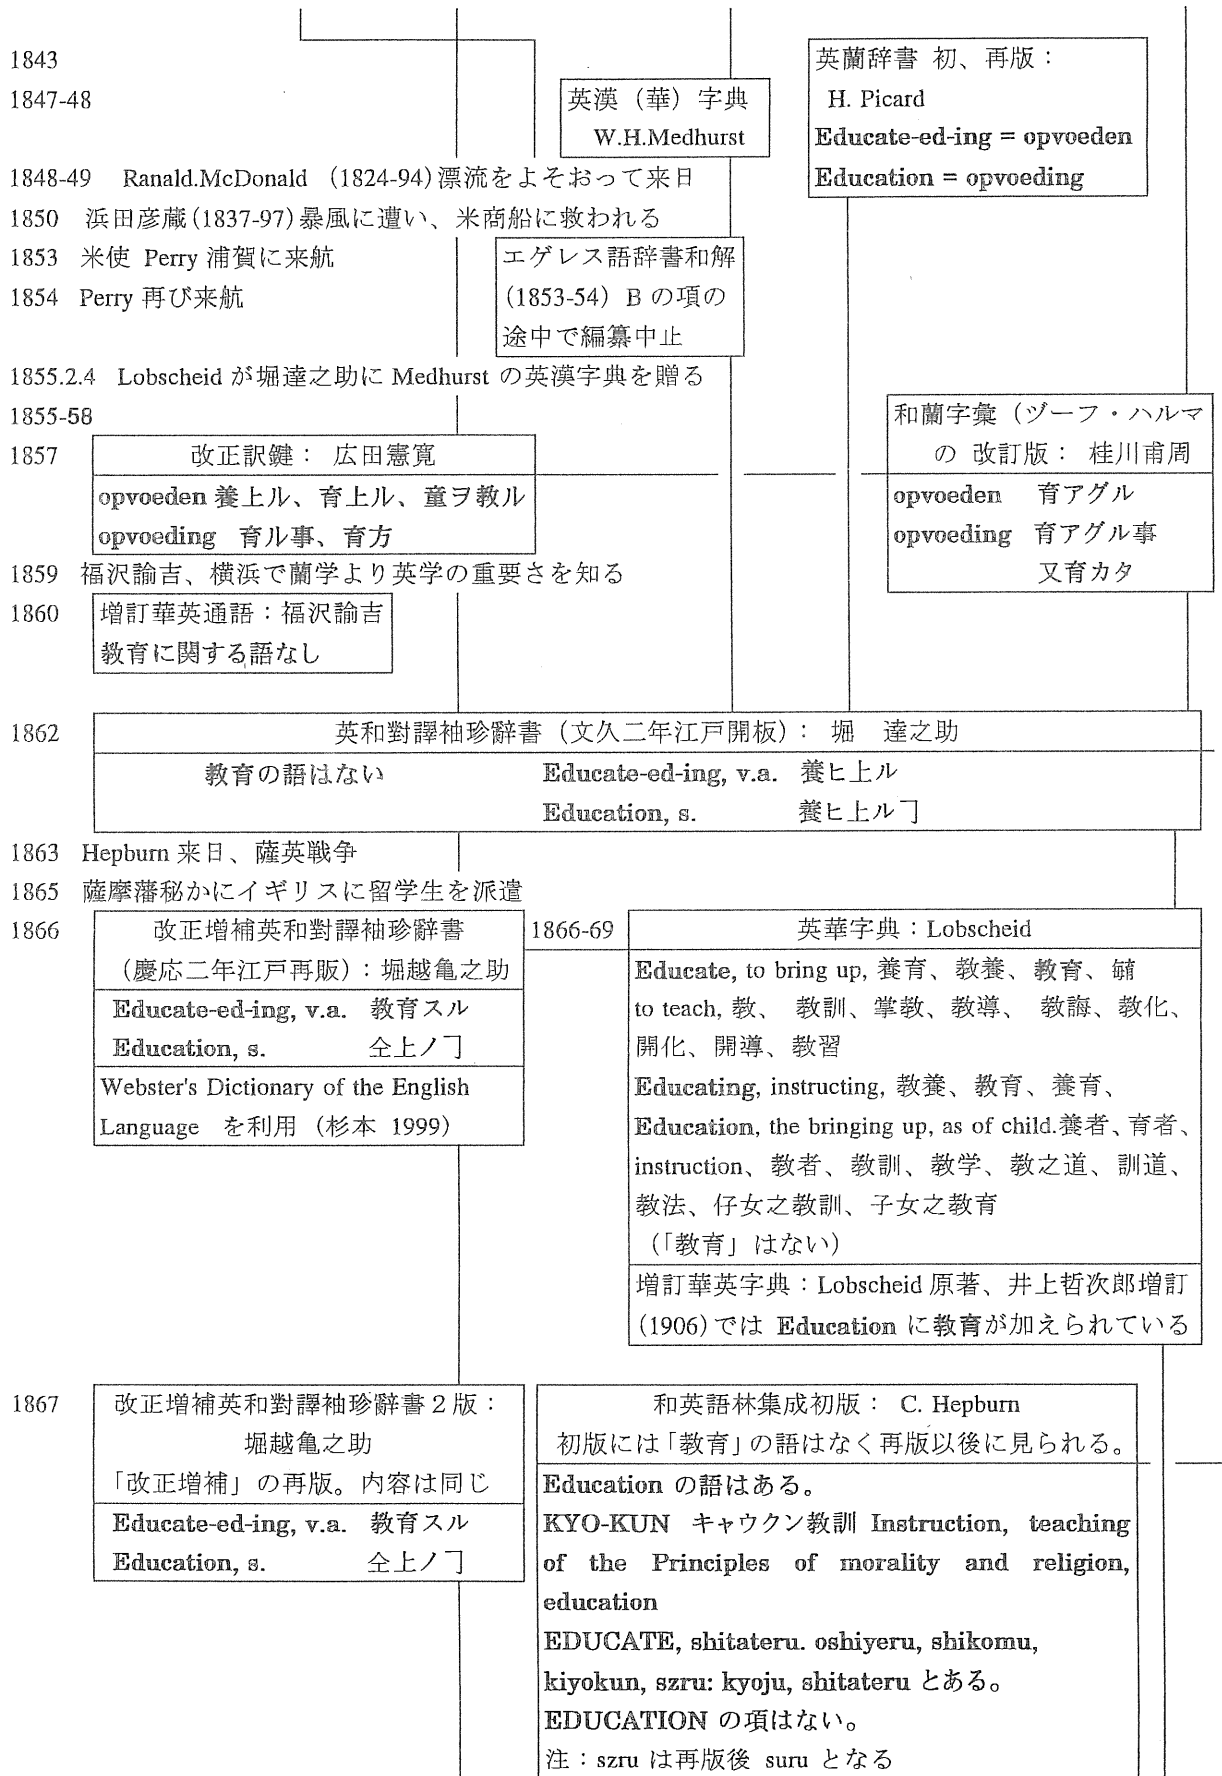 1843
英蘭辞書 初、再版：
H. Picard
Educate-ed-ing = opvoeden
Education = opvoeding
1847-48
英漢（華）字典
W.H.Medhurst
1848-49 Ranald.McDonald （1824-94)漂流をよそおって来日
1850 浜田彦蔵(1837-97)暴風に遭い、米商船に救われる
1853 米使 Perry 浦賀に来航
1854 Perry 再び来航
エゲレス語辞書和解
(1853-54) B の項の
途中で編纂中止
1855.2.4 Lobscheid が堀達之助に Medhurst の英漢字典を贈る
1855-58
和蘭字彙（ヅーフ・ハルマ
の 改訂版： 桂川甫周
opvoeden 育アグル
opvoeding 育アグル事
又育カタ
1857
改正訳鍵： 広田憲寛
opvoeden 養上ル、育上ル、童ヲ教ル
opvoeding 育ル事、育方
1859 福沢諭吉、横浜で蘭学より英学の重要さを知る
1860
増訂華英通語：福沢諭吉
教育に関する語なし
1862
英和對譯袖珍辭書（文久二年江戸開板）： 堀 達之助
教育の語はない
Educate-ed-ing, v.a. 養ヒ上ル
Education, s. 養ヒ上ルヿ
1863 Hepburn 来日、薩英戦争
1865 薩摩藩秘かにイギリスに留学生を派遣
1866
改正増補英和對譯袖珍辭書
（慶応二年江戸再版）：堀越亀之助
Educate-ed-ing, v.a. 教育スル
Education, s. 仝上ノヿ
Webster's Dictionary of the English
Language を利用（杉本 1999）
1866-69
英華字典：Lobscheid
Educate, to bring up, 養育、教養、教育、毓
to teach, 教、 教訓、掌教、教導、 教誨、教化、
開化、開導、教習
Educating, instructing, 教養、教育、養育、
Education, the bringing up, as of child.養者、育者、
instruction、教者、教訓、教学、教之道、訓道、
教法、仔女之教訓、子女之教育
（「教育」はない）
増訂華英字典：Lobscheid 原著、井上哲次郎増訂
(1906)では Education に教育が加えられている
1867
改正増補英和對譯袖珍辭書２版：
堀越亀之助
「改正増補」の再版。内容は同じ
Educate-ed-ing, v.a. 教育スル
Education, s. 仝上ノヿ
和英語林集成初版： C. Hepburn
初版には「教育」の語はなく再版以後に見られる。
Education の語はある。
KYO-KUN キャウクン教訓 Instruction, teaching
of the Principles of morality and religion,
education
EDUCATE, shitateru. oshiyeru, shikomu,
kiyokun, szru: kyoju, shitateru とある。
EDUCATION の項はない。
注：szru は再版後 suru となる